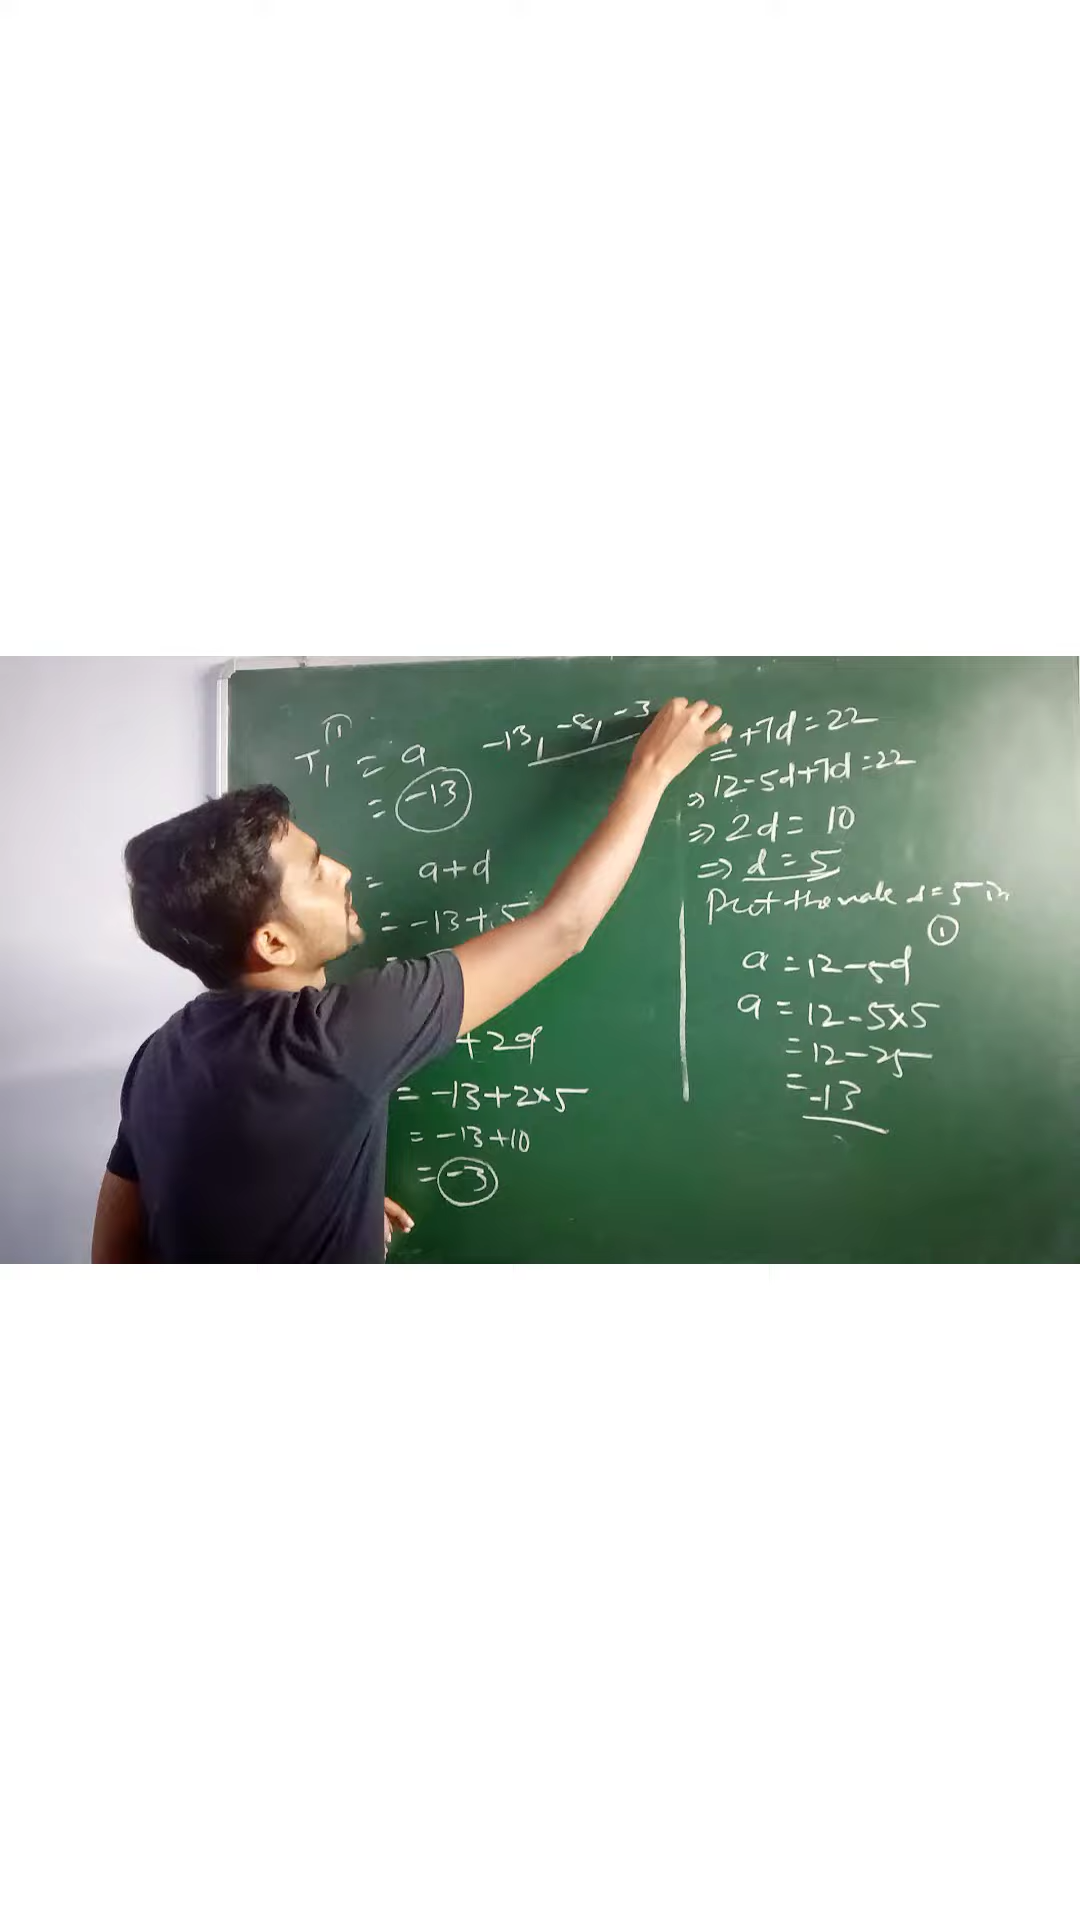 (1)
T₁ = a
= -13
-13, -8, -3
= a+d
= -13+5
+2d
= -13+2×5
= -13+10
= -3
+7d=22
⇒ 12-5d+7d=22
⇒ 2d= 10
⇒ d = 5
Put the value d=5 in
(1)
a =12-5d
a = 12-5×5
=12-25
= -13